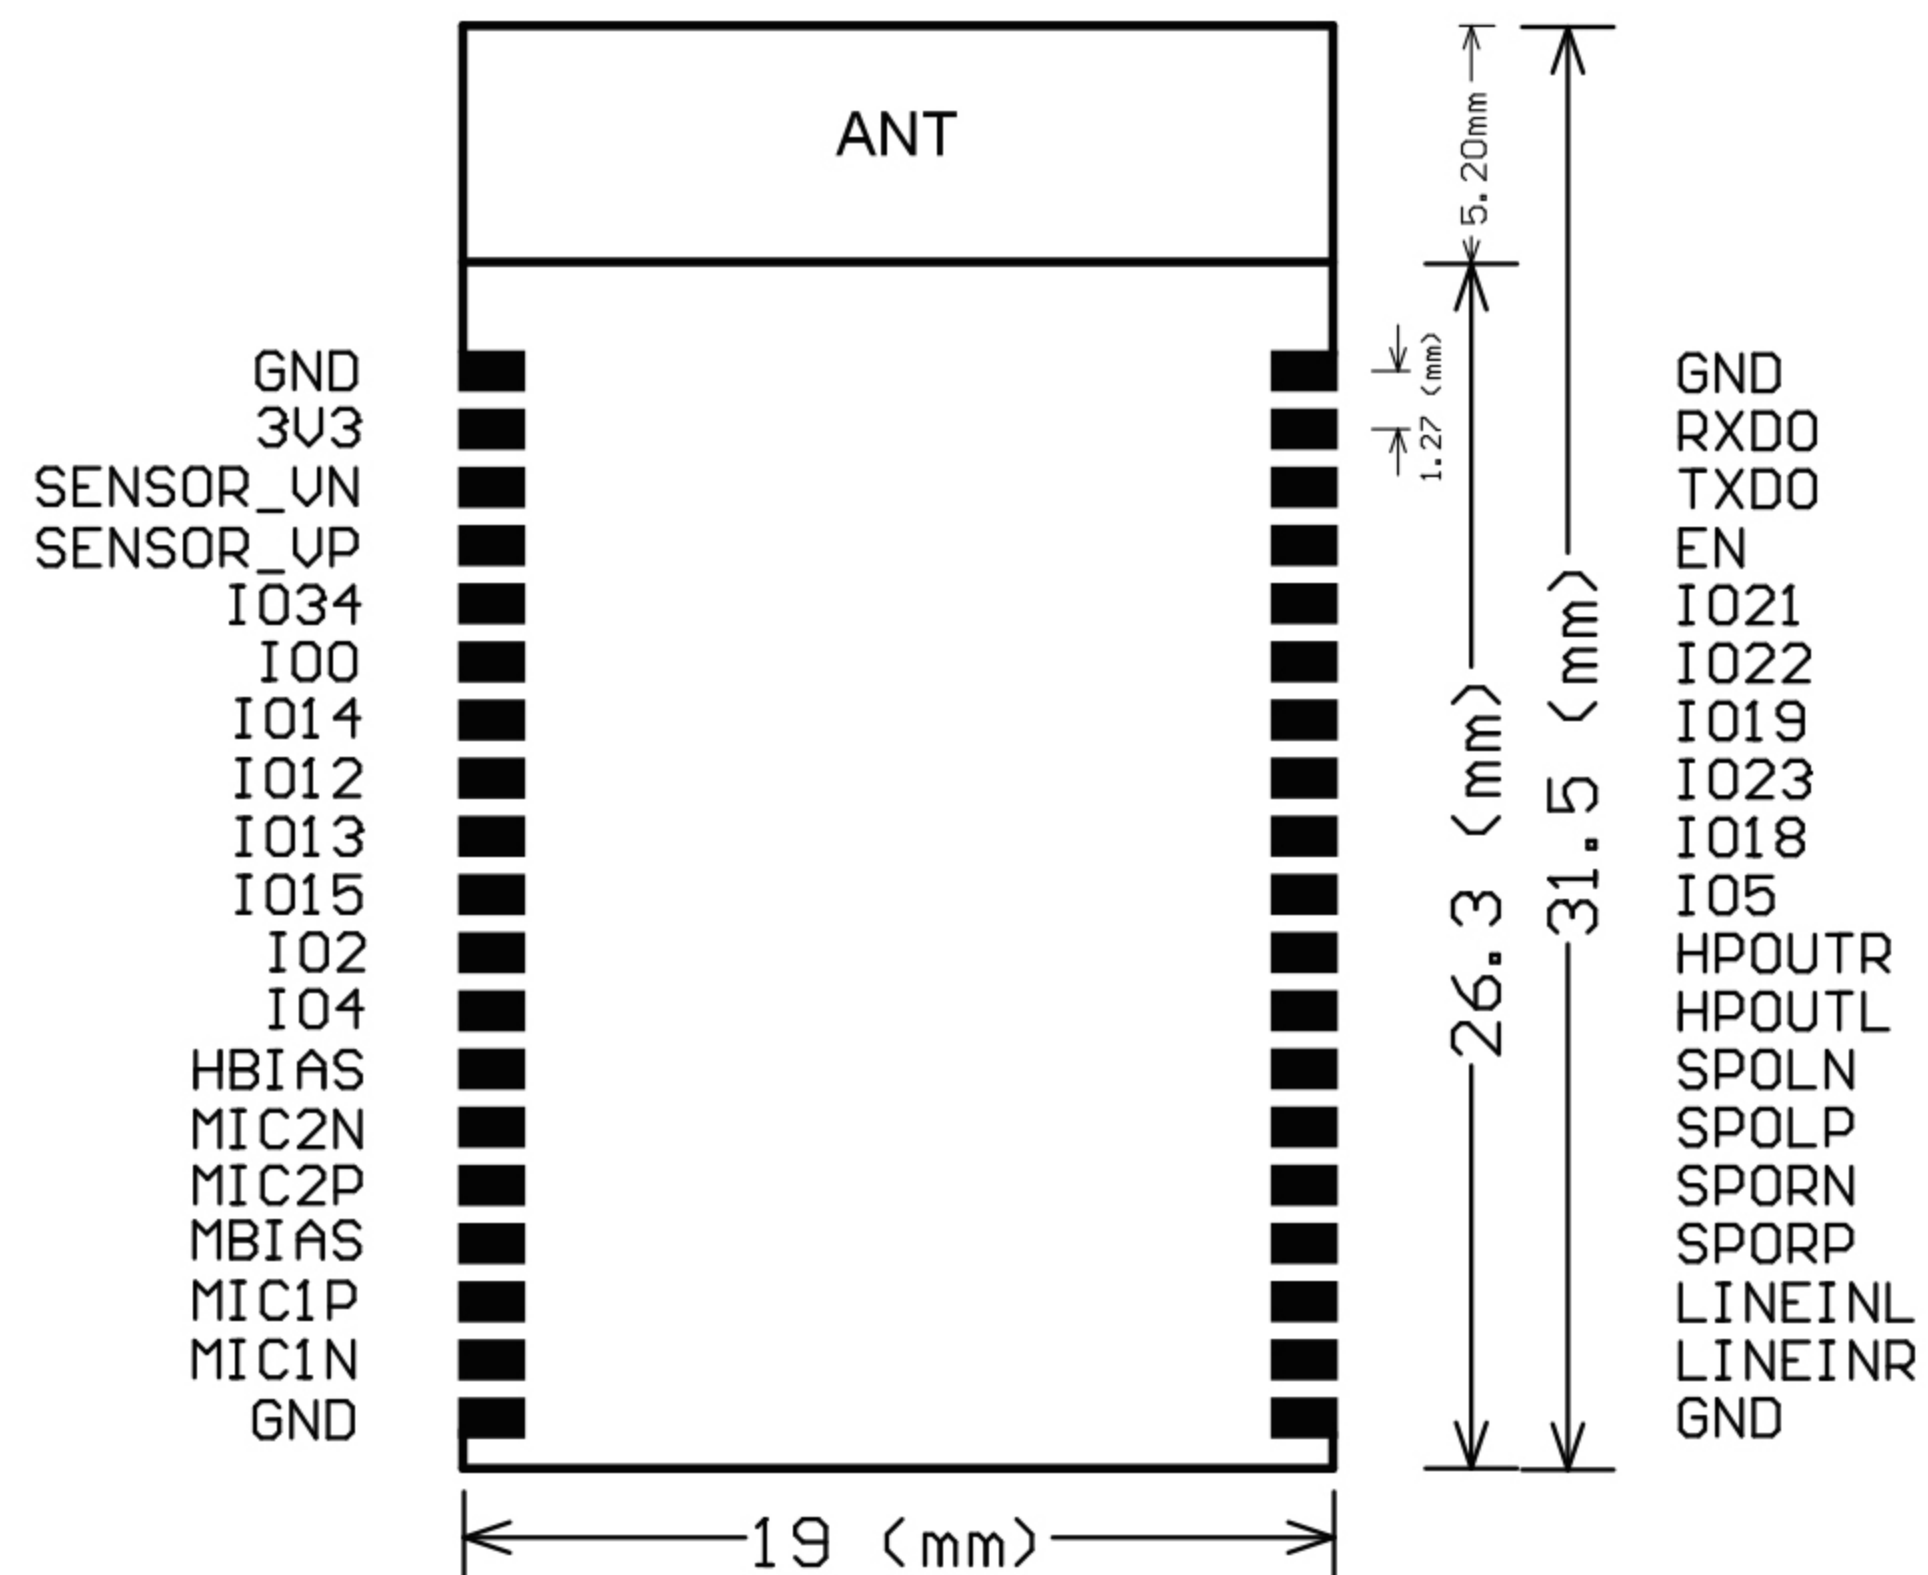 ANT
5.20mm
1.27 (mm)
26.3 (mm)
31.5 (mm)
GND
3V3
SENSOR_VN
SENSOR_VP
IO34
IO0
IO14
IO12
IO13
IO15
IO2
IO4
HBIAS
MIC2N
MIC2P
MBIAS
MIC1P
MIC1N
GND
GND
RXD0
TXD0
EN
IO21
IO22
IO19
IO23
IO18
IO5
HPOUTR
HPOUTL
SPOLN
SPOLP
SPORN
SPORP
LINEINL
LINEINR
GND
19 (mm)